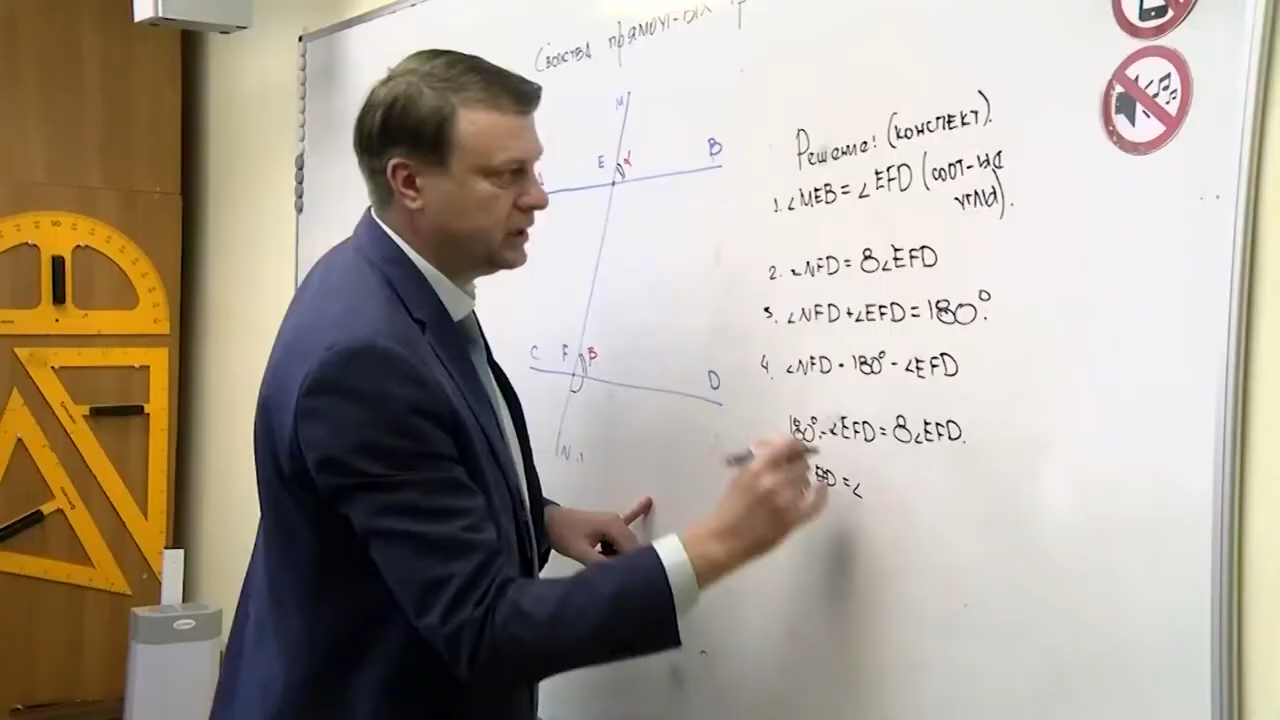 Свойства прямоуг-ых тр
M
E α B
C F β D
N
Решение: (конспект).
1. ∠MEB = ∠EFD (соот-ые
углы).
2. ∠NFD = 8∠EFD
3. ∠NFD + ∠EFD = 180°.
4. ∠NFD = 180° - ∠EFD
180° - ∠EFD = 8∠EFD.